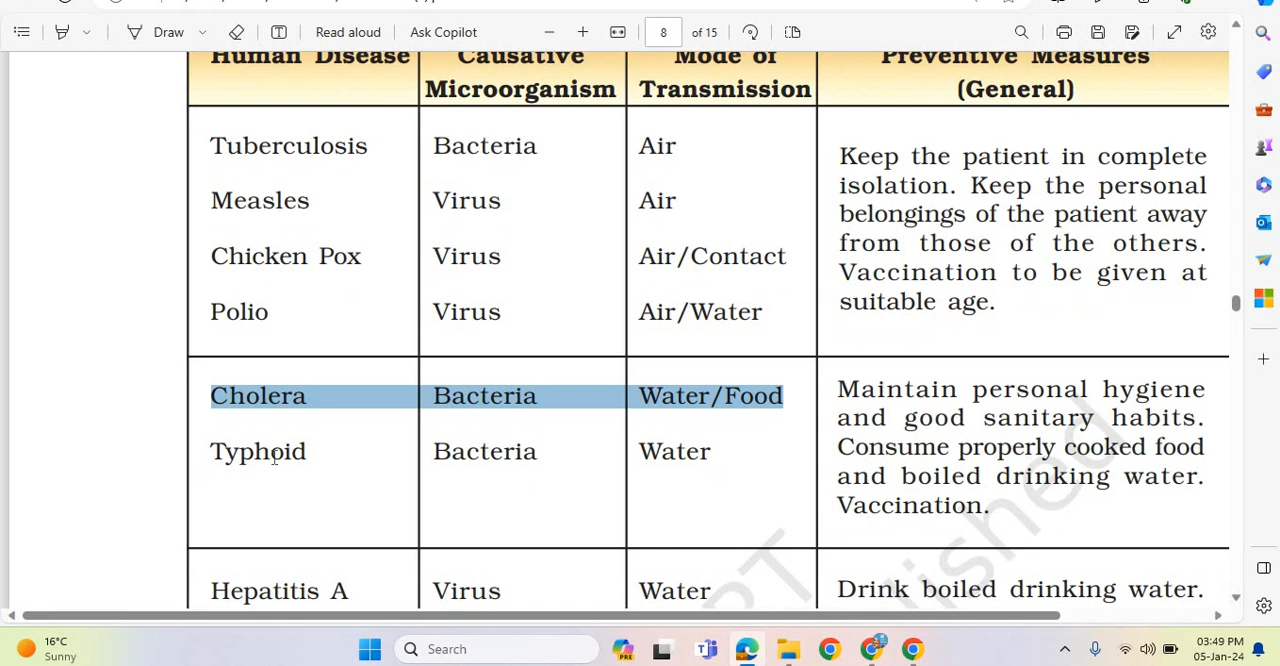 Draw
Read aloud
Ask Copilot
8
of 15
Human Disease
Causative
Microorganism
Mode of
Transmission
Preventive Measures
(General)
Tuberculosis
Bacteria
Air
Measles
Virus
Air
Chicken Pox
Virus
Air/Contact
Polio
Virus
Air/Water
Keep the patient in complete
isolation. Keep the personal
belongings of the patient away
from those of the others.
Vaccination to be given at
suitable age.
Cholera
Bacteria
Water/Food
Typhoid
Bacteria
Water
Maintain personal hygiene
and good sanitary habits.
Consume properly cooked food
and boiled drinking water.
Vaccination.
Hepatitis A
Virus
Water
Drink boiled drinking water.
16°C
Sunny
Search
PRE
03:49 PM
05-Jan-24